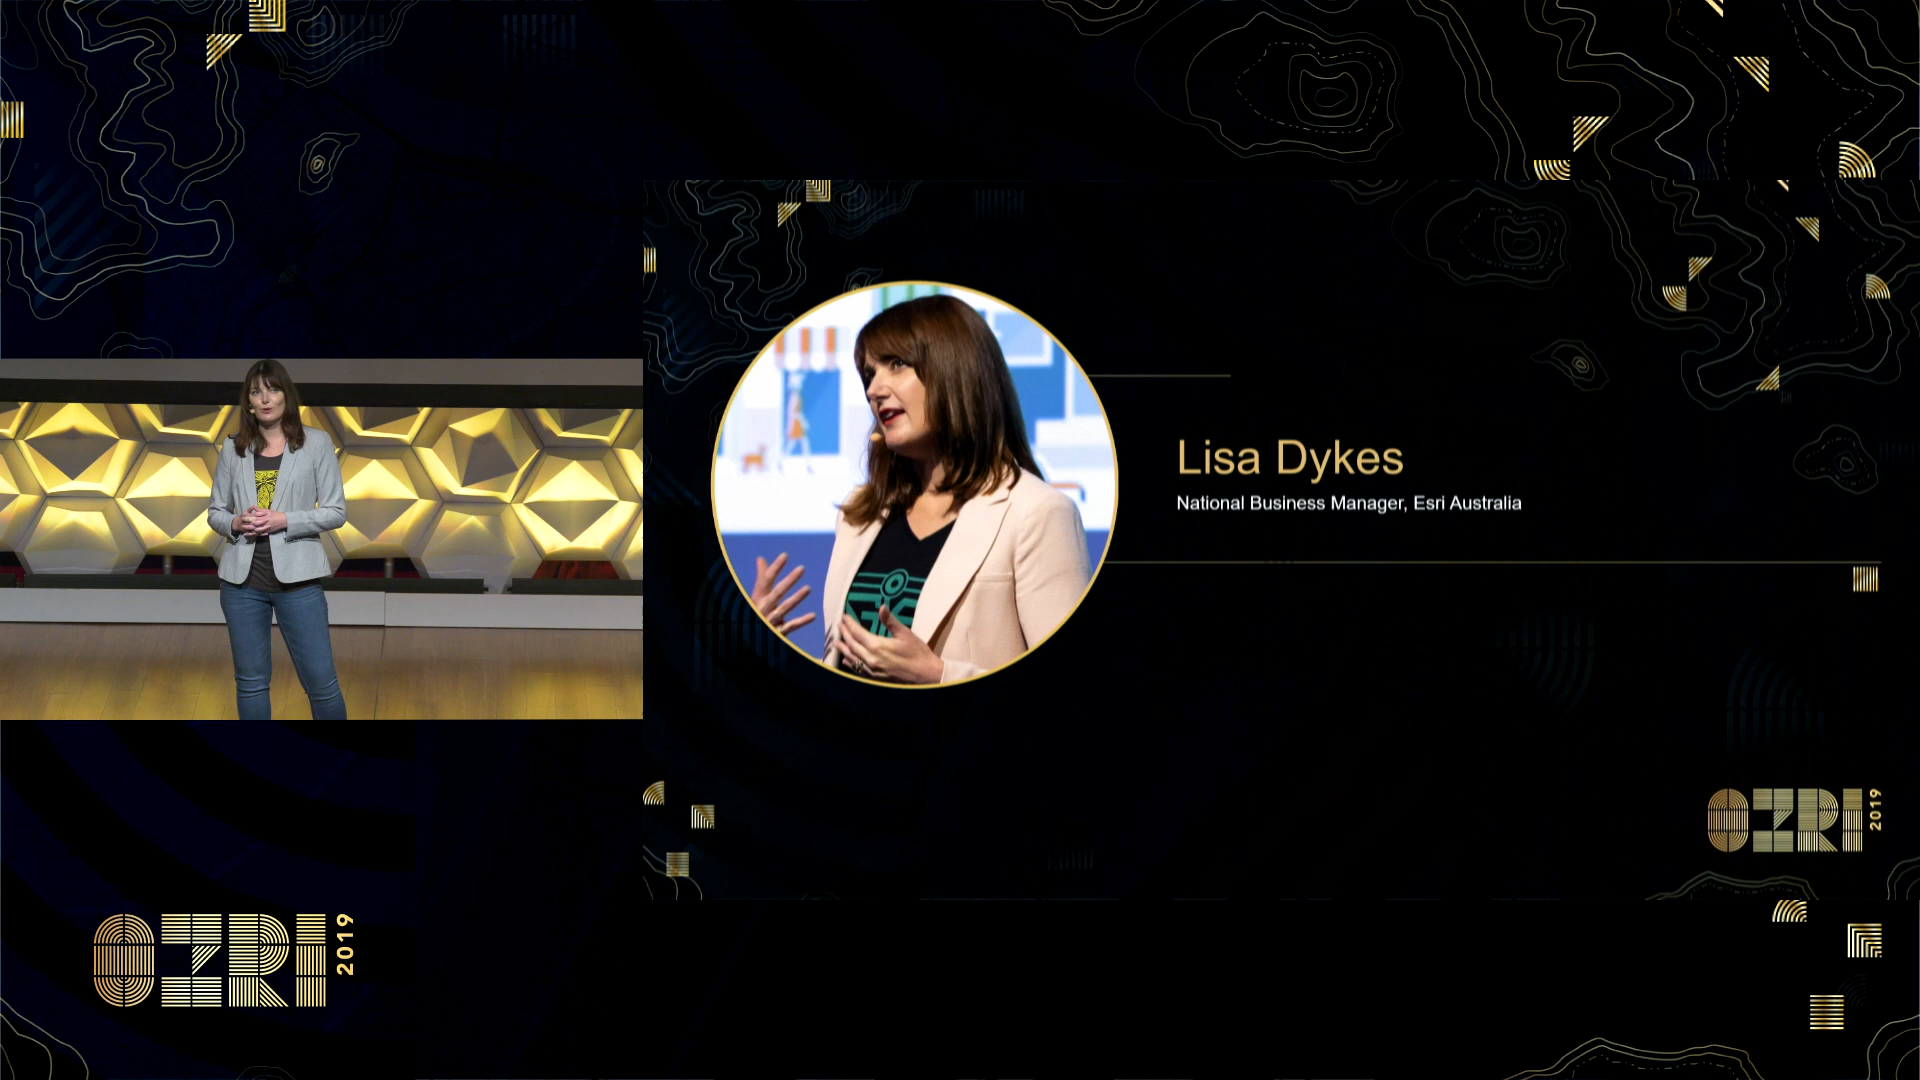 Lisa Dykes
National Business Manager, Esri Australia
OZRI 2019
OZRI 2019